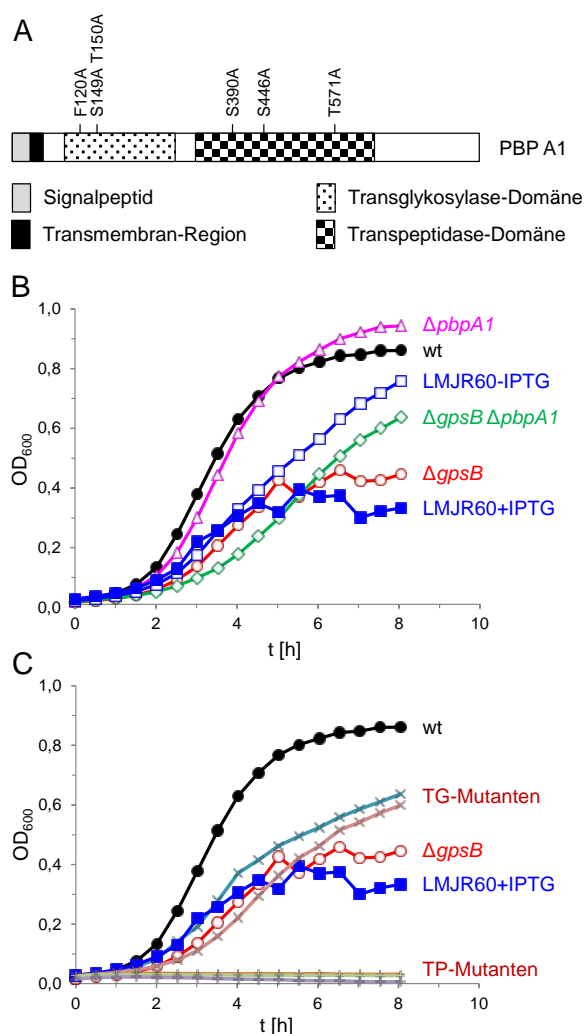 A
F120A
S149A T150A
S390A
S446A
T571A
PBP A1
Signalpeptid
Transglykosylase-Domäne
Transmembran-Region
Transpeptidase-Domäne
B
1,0
0,8
0,6
0,4
0,2
0,0
OD600
0 2 4 6 8 10
t [h]
ΔpbpA1
wt
LMJR60-IPTG
ΔgpsB ΔpbpA1
ΔgpsB
LMJR60+IPTG
C
1,0
0,8
0,6
0,4
0,2
0,0
OD600
0 2 4 6 8 10
t [h]
wt
TG-Mutanten
ΔgpsB
LMJR60+IPTG
TP-Mutanten